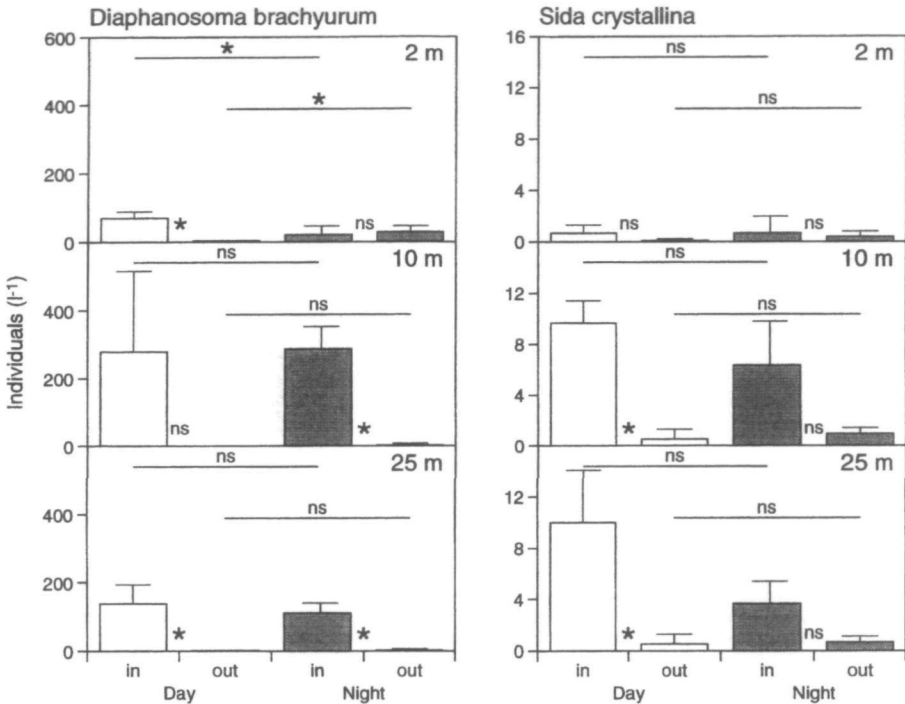 Diaphanosoma brachyurum
Sida crystallina
Individuals (l-1)
600
400
200
0
2 m
*
*
*
ns
16
12
8
4
0
2 m
ns
ns
ns
ns
400
200
0
10 m
ns
ns
ns
*
12
8
4
0
10 m
ns
ns
*
ns
400
200
0
25 m
ns
ns
*
*
in
out
in
out
Day
Night
12
8
4
0
25 m
ns
ns
*
ns
in
out
in
out
Day
Night